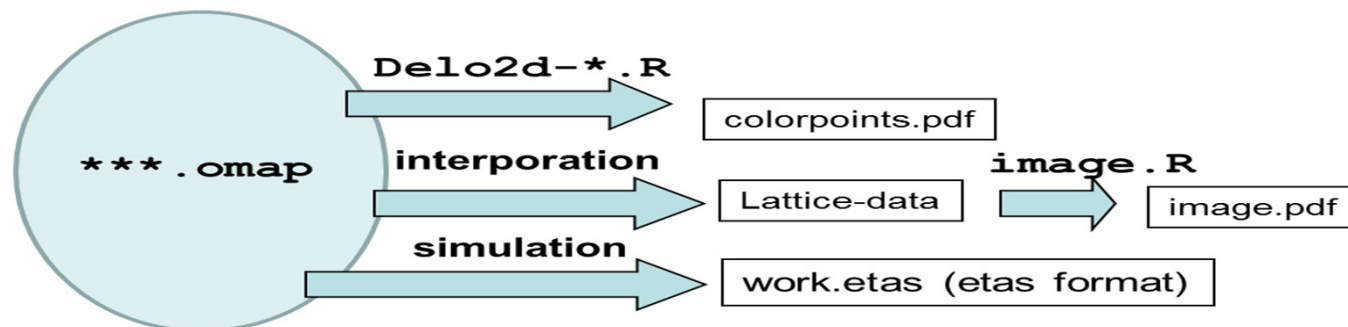 Delo2d-*.R
colorpoints.pdf
***.omap
interporation
image.R
Lattice-data
image.pdf
simulation
work.etas (etas format)